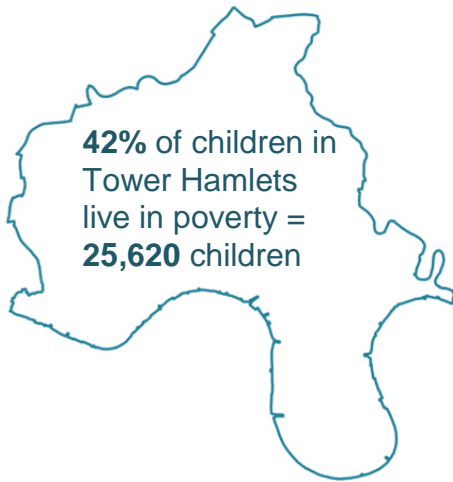 42% of children in
Tower Hamlets
live in poverty =
25,620 children